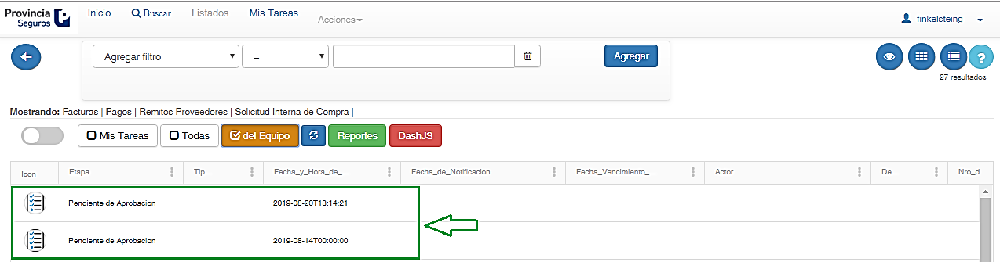 Provincia Seguros
Inicio Buscar Listados Mis Tareas Acciones tinkelsteing
Agregar filtro = Agregar ?
27 resultados
Mostrando: Facturas | Pagos | Remitos Proveedores | Solicitud Interna de Compra |
Mis Tareas Todas del Equipo Reportes DashJS
Icon Etapa Tip... Fecha_y_Hora_de_... Fecha_de_Notificacion Fecha_Vencimiento_... Actor De... Nro_d
Pendiente de Aprobacion 2019-08-20T18:14:21
Pendiente de Aprobacion 2019-08-14T00:00:00